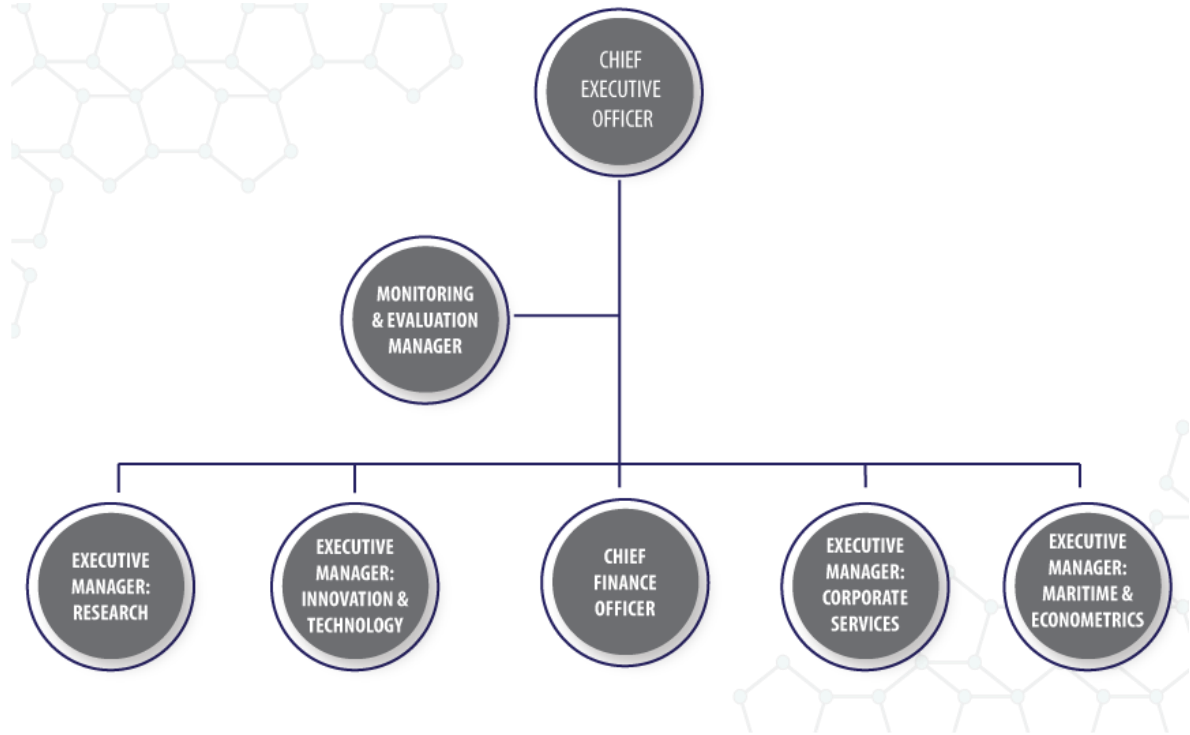 CHIEF
EXECUTIVE
OFFICER
MONITORING
& EVALUATION
MANAGER
EXECUTIVE
MANAGER:
RESEARCH
EXECUTIVE
MANAGER:
INNOVATION &
TECHNOLOGY
CHIEF
FINANCE
OFFICER
EXECUTIVE
MANAGER:
CORPORATE
SERVICES
EXECUTIVE
MANAGER:
MARITIME &
ECONOMETRICS